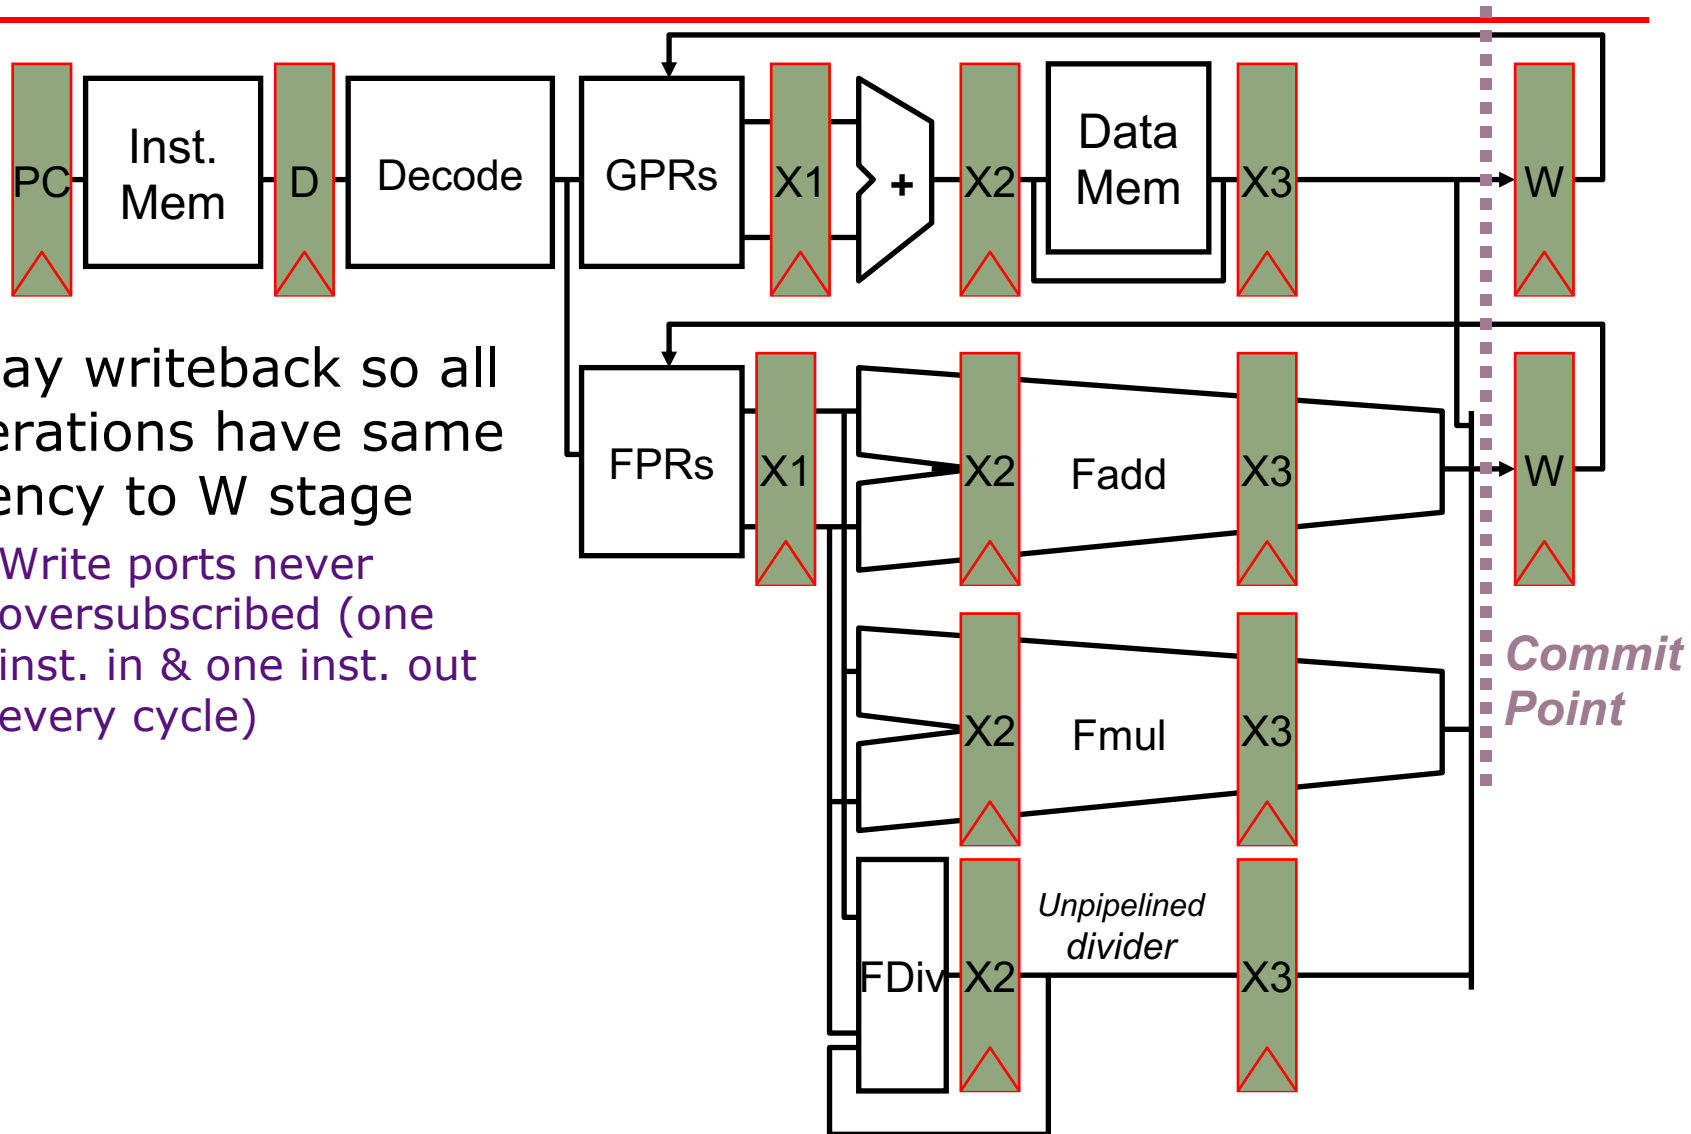 PC
Inst.
Mem
D
Decode
GPRs
X1
+
X2
Data
Mem
X3
W
ay writeback so all
erations have same
ency to W stage
Write ports never
oversubscribed (one
inst. in & one inst. out
every cycle)
FPRs
X1
X2
Fadd
X3
W
X2
Fmul
X3
Commit
Point
FDiv
X2
Unpipelined
divider
X3